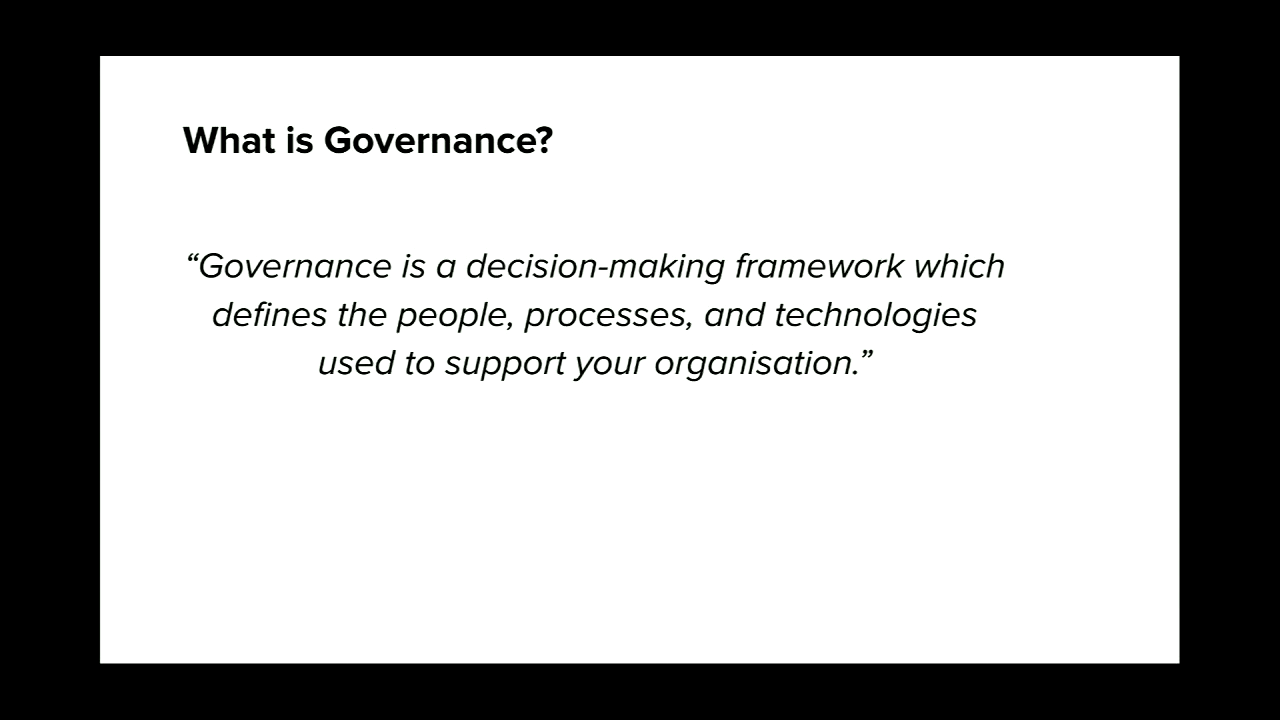 What is Governance?
“Governance is a decision-making framework which
defines the people, processes, and technologies
used to support your organisation.”